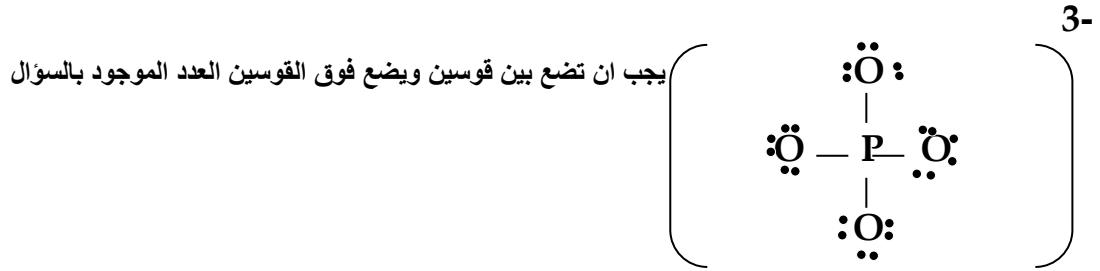 3-
يجب ان تضع بين قوسين ويضع فوق القوسين العدد الموجود بالسؤال
O
O — P — O
O